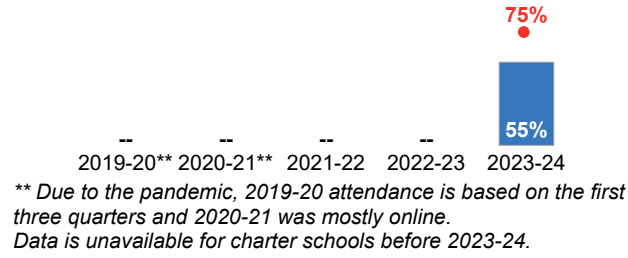 75%
55%
-- -- -- --
2019-20** 2020-21** 2021-22 2022-23 2023-24
** Due to the pandemic, 2019-20 attendance is based on the first
three quarters and 2020-21 was mostly online.
Data is unavailable for charter schools before 2023-24.